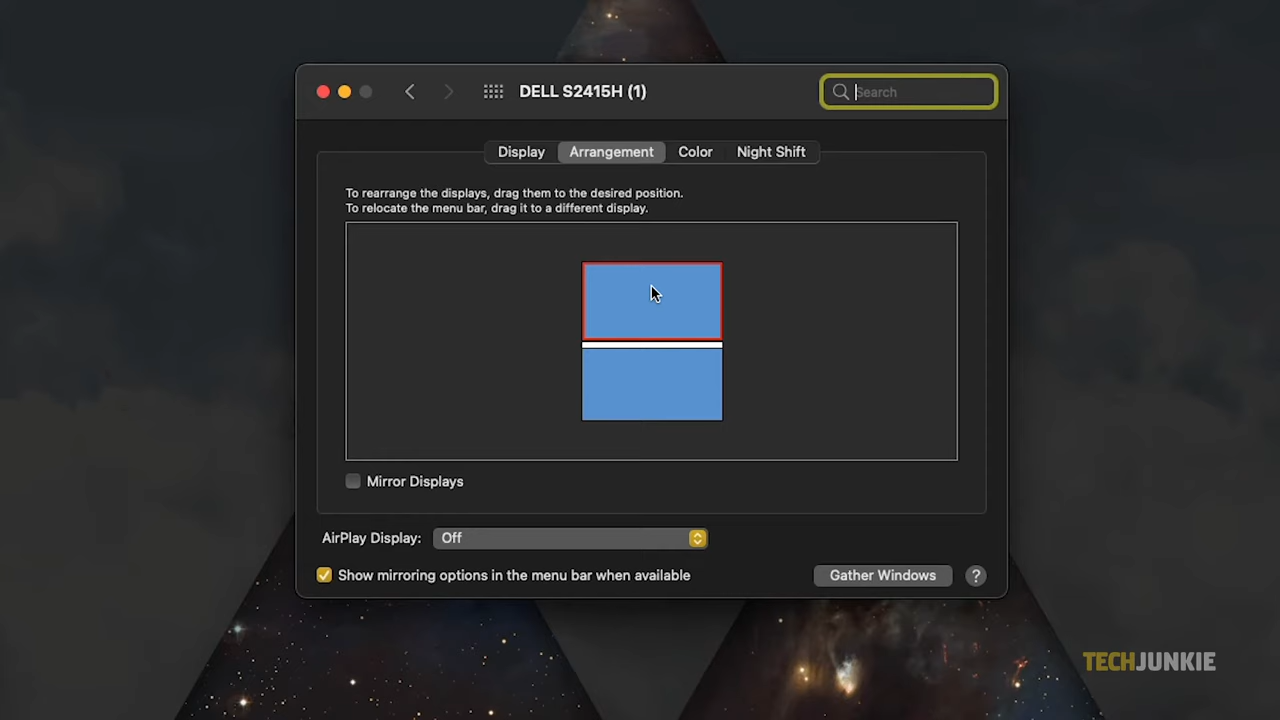 DELL S2415H (1)
Search
Display
Arrangement
Color
Night Shift
To rearrange the displays, drag them to the desired position.
To relocate the menu bar, drag it to a different display.
Mirror Displays
AirPlay Display:
Off
Show mirroring options in the menu bar when available
Gather Windows
?
TECHJUNKIE